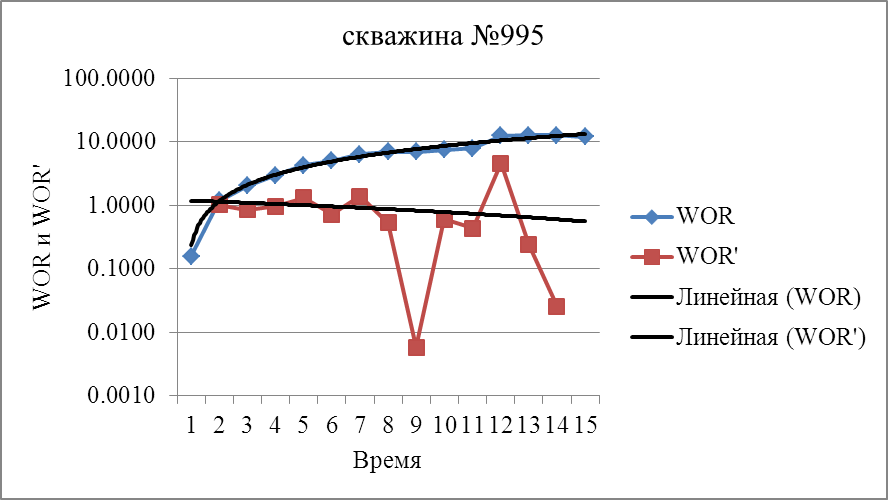 скважина №995
100.0000
10.0000
1.0000
0.1000
0.0100
0.0010
WOR и WOR'
1 2 3 4 5 6 7 8 9 10 11 12 13 14 15
Время
WOR
WOR'
Линейная (WOR)
Линейная (WOR')